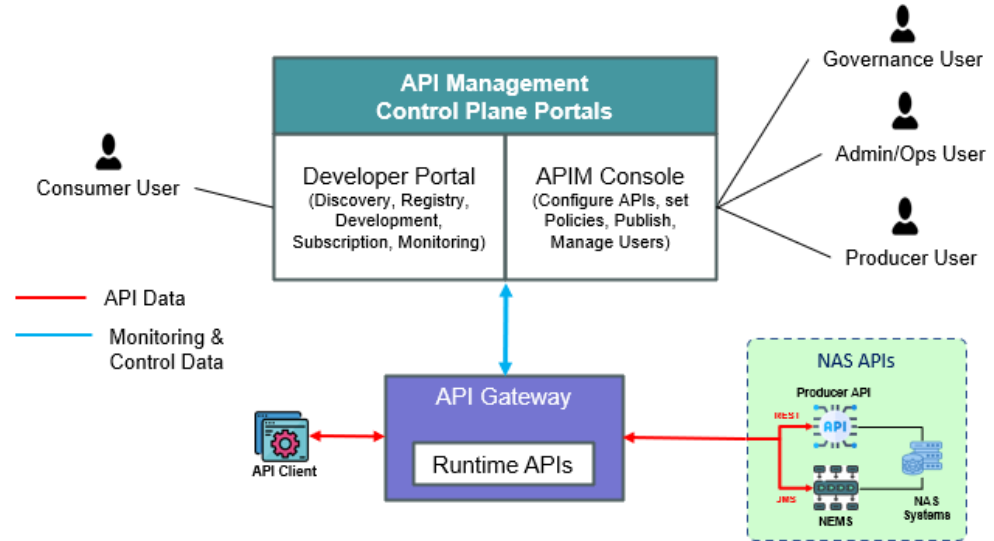 Governance User
API Management
Control Plane Portals
Admin/Ops User
Consumer User
Developer Portal
(Discovery, Registry,
Development,
Subscription, Monitoring)
APIM Console
(Configure APIs, set
Policies, Publish,
Manage Users)
Producer User
API Data
Monitoring &
Control Data
NAS APIs
API Gateway
Runtime APIs
API Client
Producer API
REST
API
JMS
NEMS
NAS
Systems